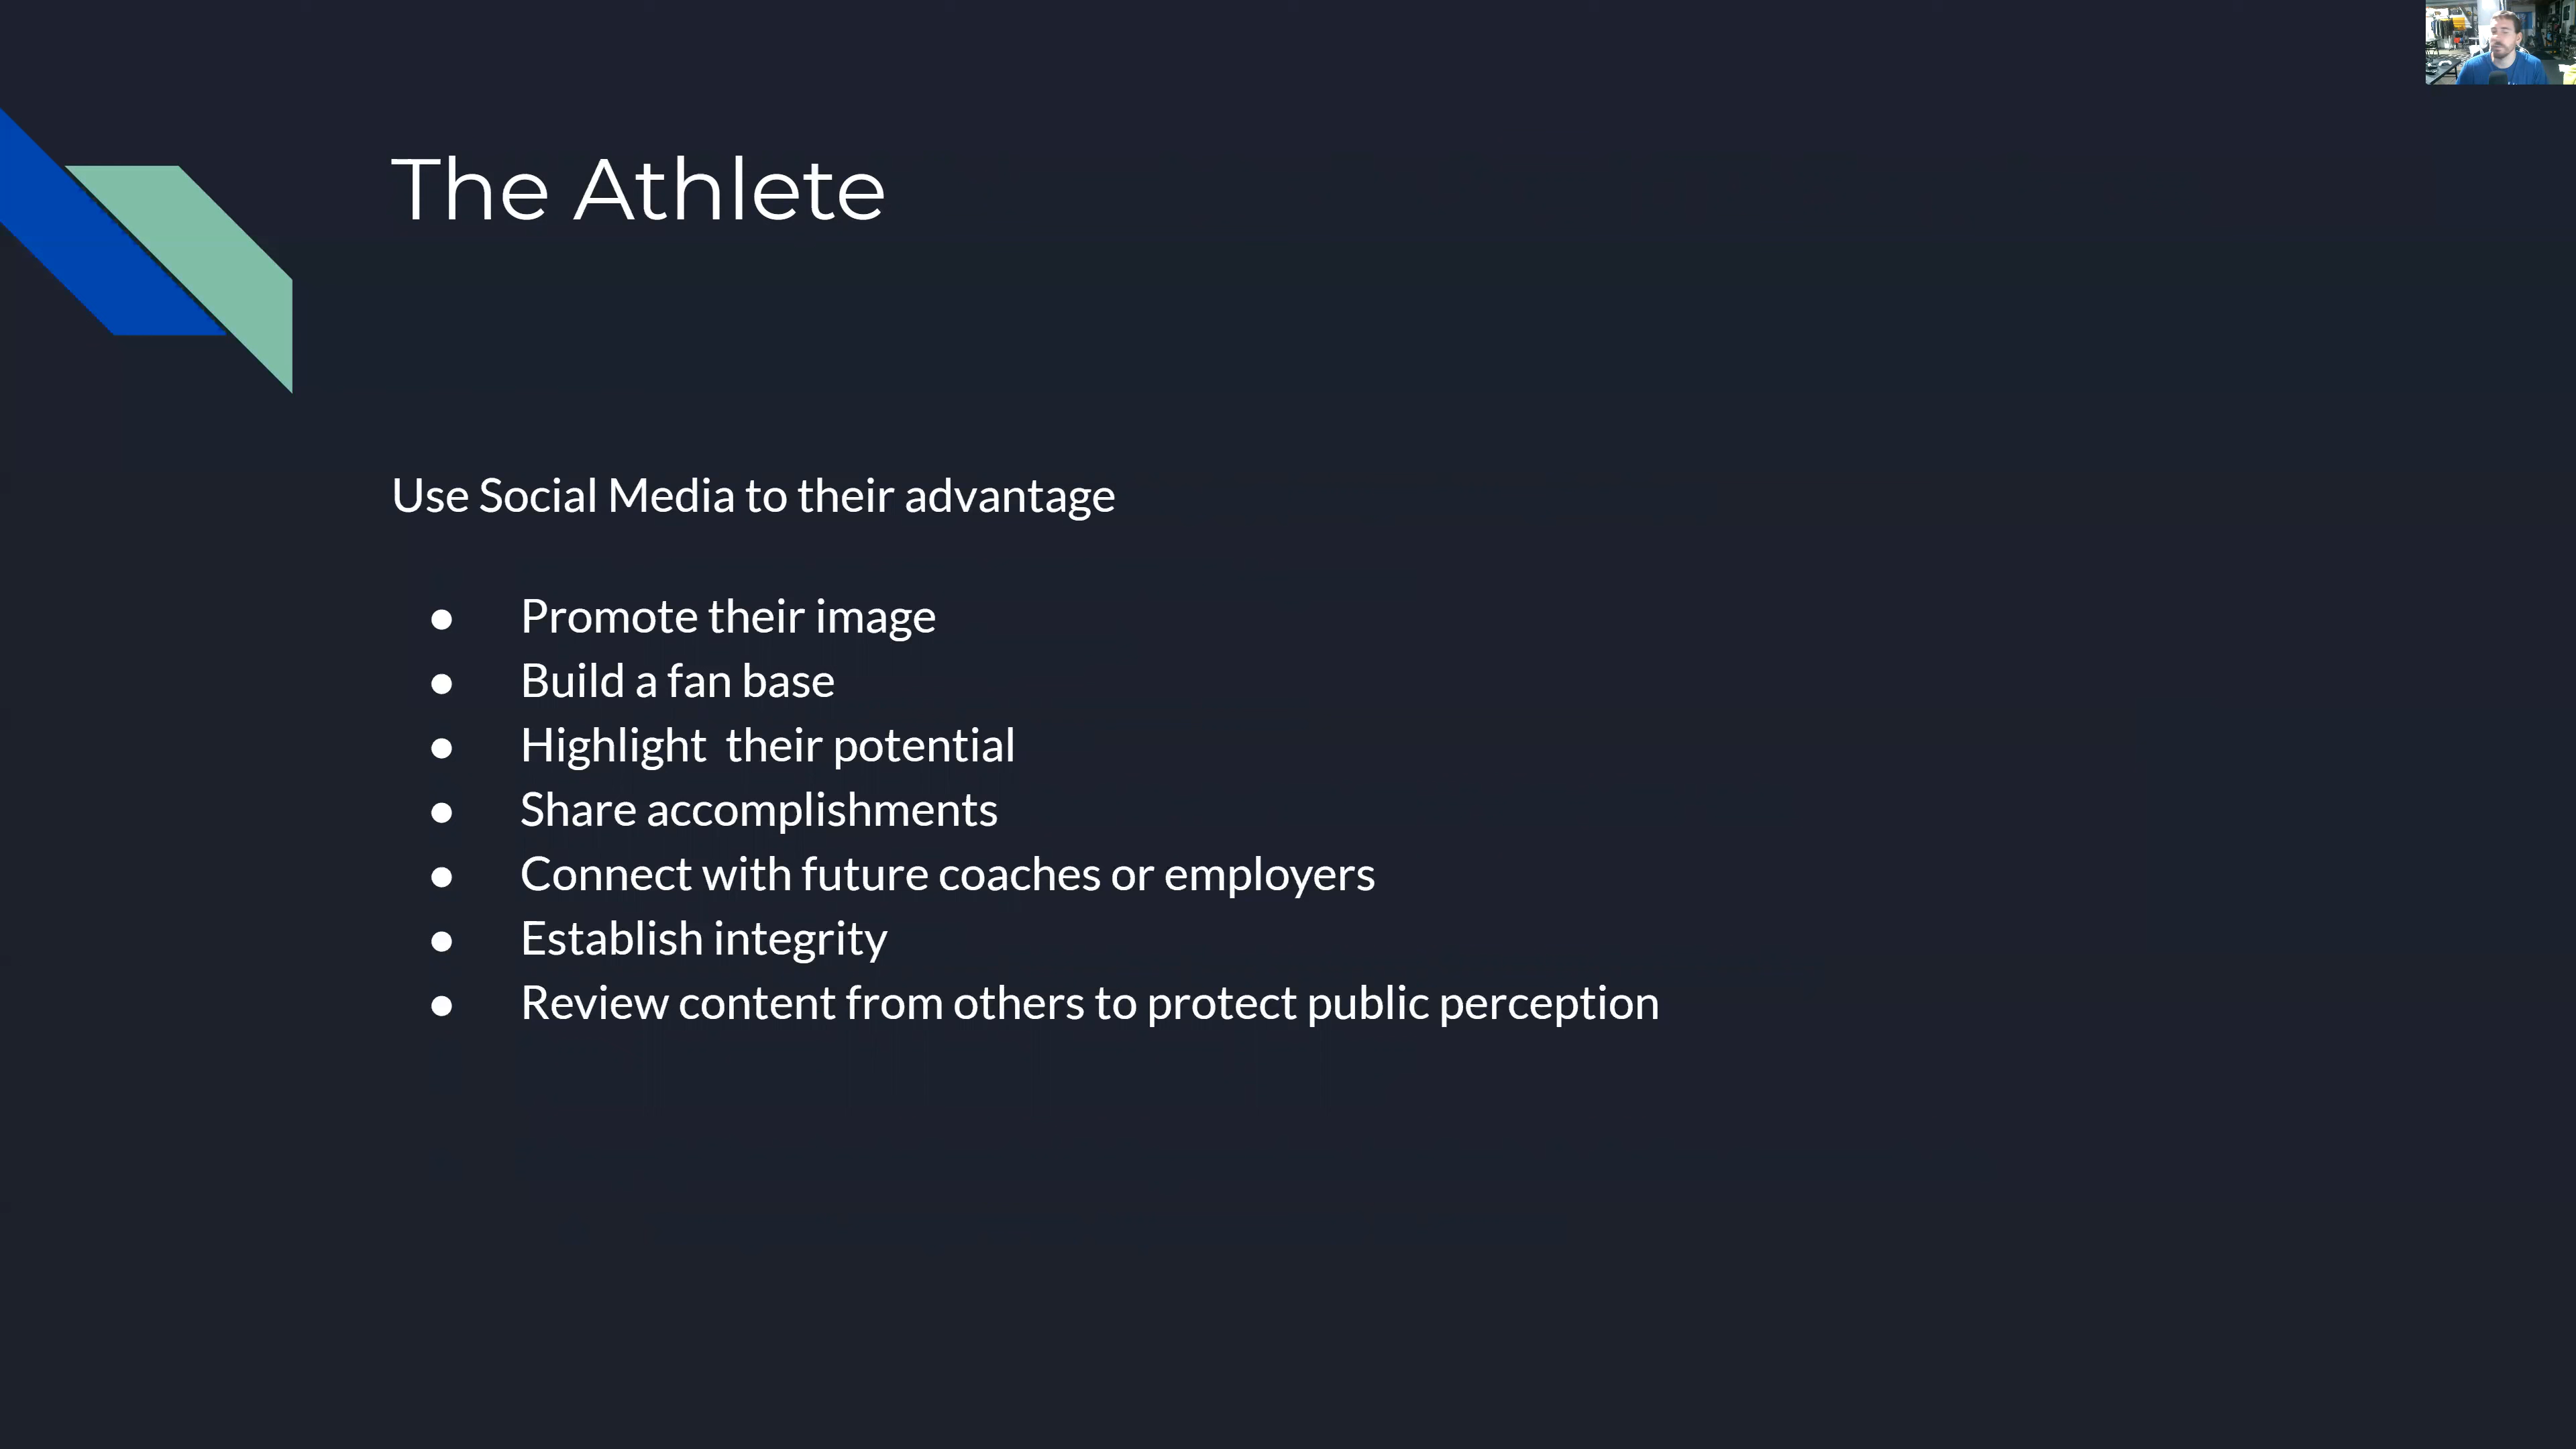 The Athlete
Use Social Media to their advantage
● Promote their image
● Build a fan base
● Highlight  their potential
● Share accomplishments
● Connect with future coaches or employers
● Establish integrity
● Review content from others to protect public perception